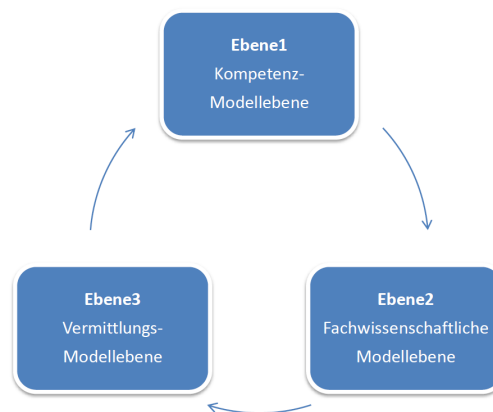 Ebene1
Kompetenz-
Modellebene
Ebene3
Vermittlungs-
Modellebene
Ebene2
Fachwissenschaftliche
Modellebene